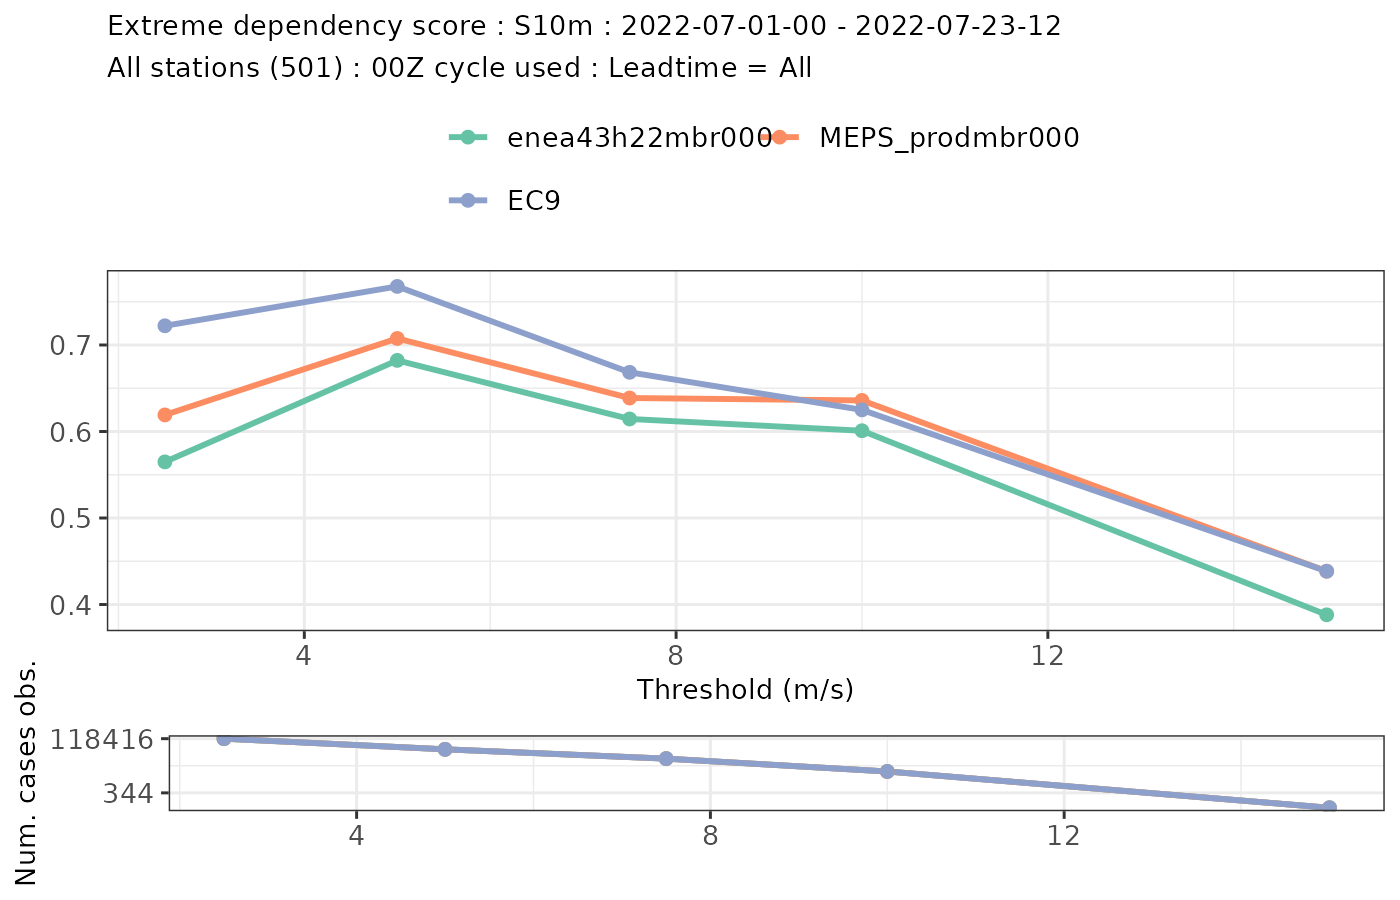 Extreme dependency score : S10m : 2022-07-01-00 - 2022-07-23-12
All stations (501) : 00Z cycle used : Leadtime = All
enea43h22mbr000
MEPS_prodmbr000
EC9
0.7
0.6
0.5
0.4
4
8
12
Threshold (m/s)
Num. cases obs.
118416
344
4
8
12